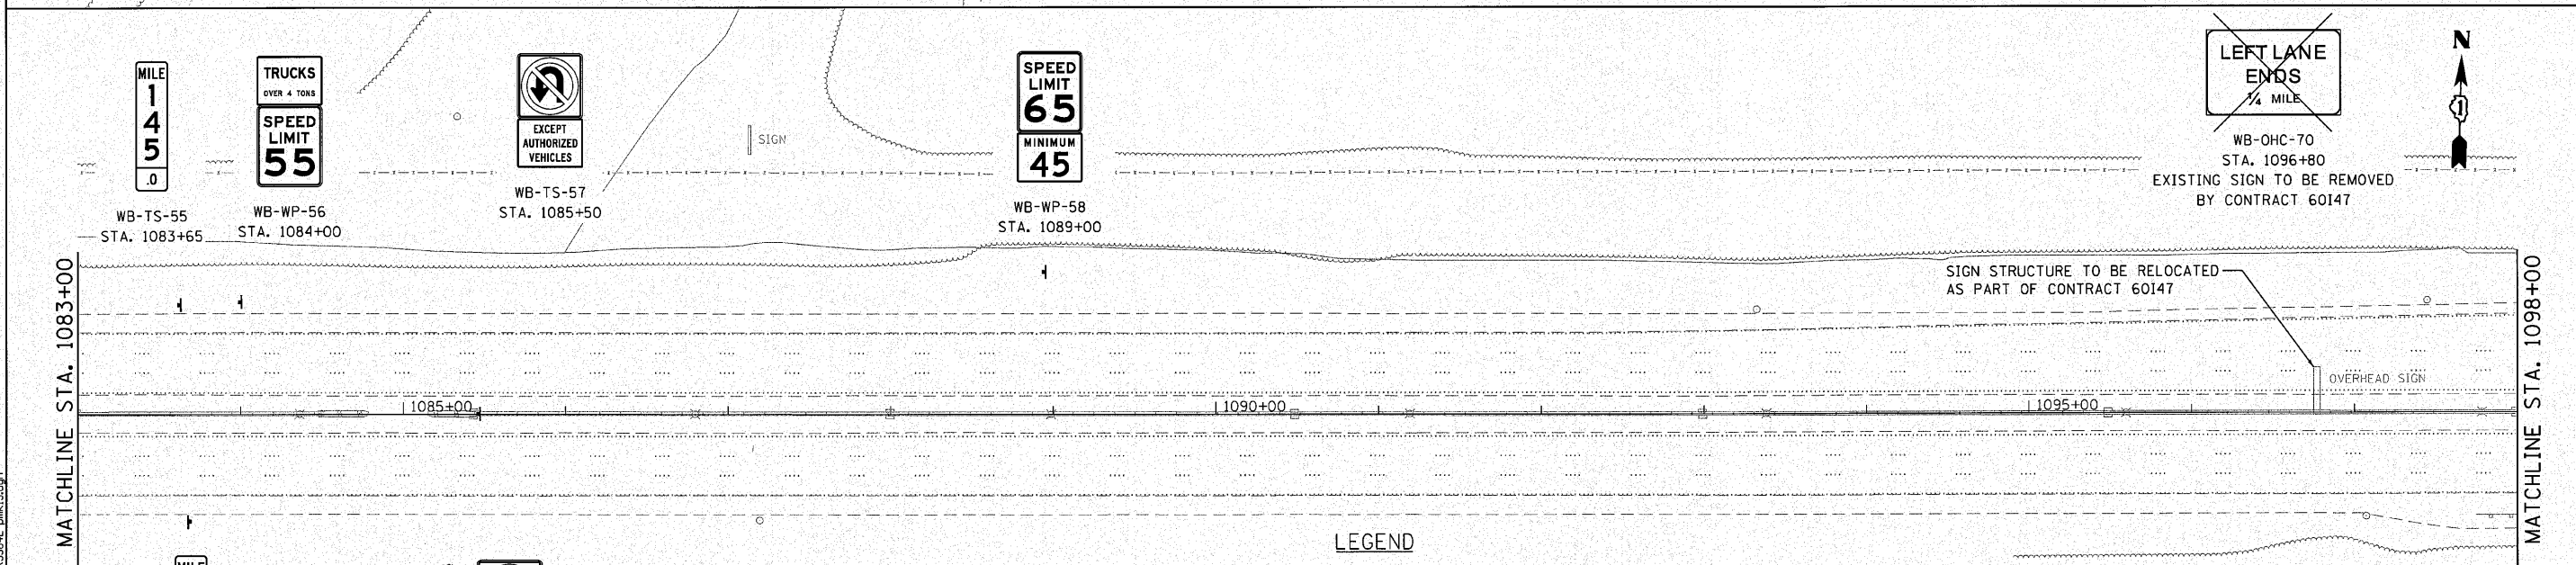 MILE
1
4
5
.0
WB-TS-55
STA. 1083+65
TRUCKS
OVER 4 TONS
SPEED
LIMIT
55
WB-WP-56
STA. 1084+00
EXCEPT
AUTHORIZED
VEHICLES
WB-TS-57
STA. 1085+50
SIGN
SPEED
LIMIT
65
MINIMUM
45
WB-WP-58
STA. 1089+00
LEFT LANE
ENDS
1/4 MILE
WB-OHC-70
STA. 1096+80
EXISTING SIGN TO BE REMOVED
BY CONTRACT 60I47
N
1
MATCHLINE STA. 1083+00
SIGN STRUCTURE TO BE RELOCATED
AS PART OF CONTRACT 60I47
OVERHEAD SIGN
1085+00
1090+00
1095+00
MATCHLINE STA. 1098+00
LEGEND
MILE